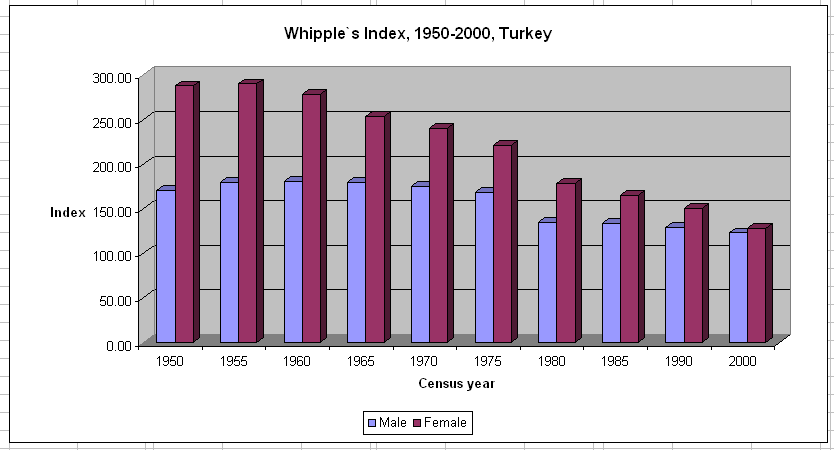 Whipple`s Index, 1950-2000, Turkey
300.00
250.00
200.00
150.00
100.00
50.00
0.00
Index
1950 1955 1960 1965 1970 1975 1980 1985 1990 2000
Census year
Male Female